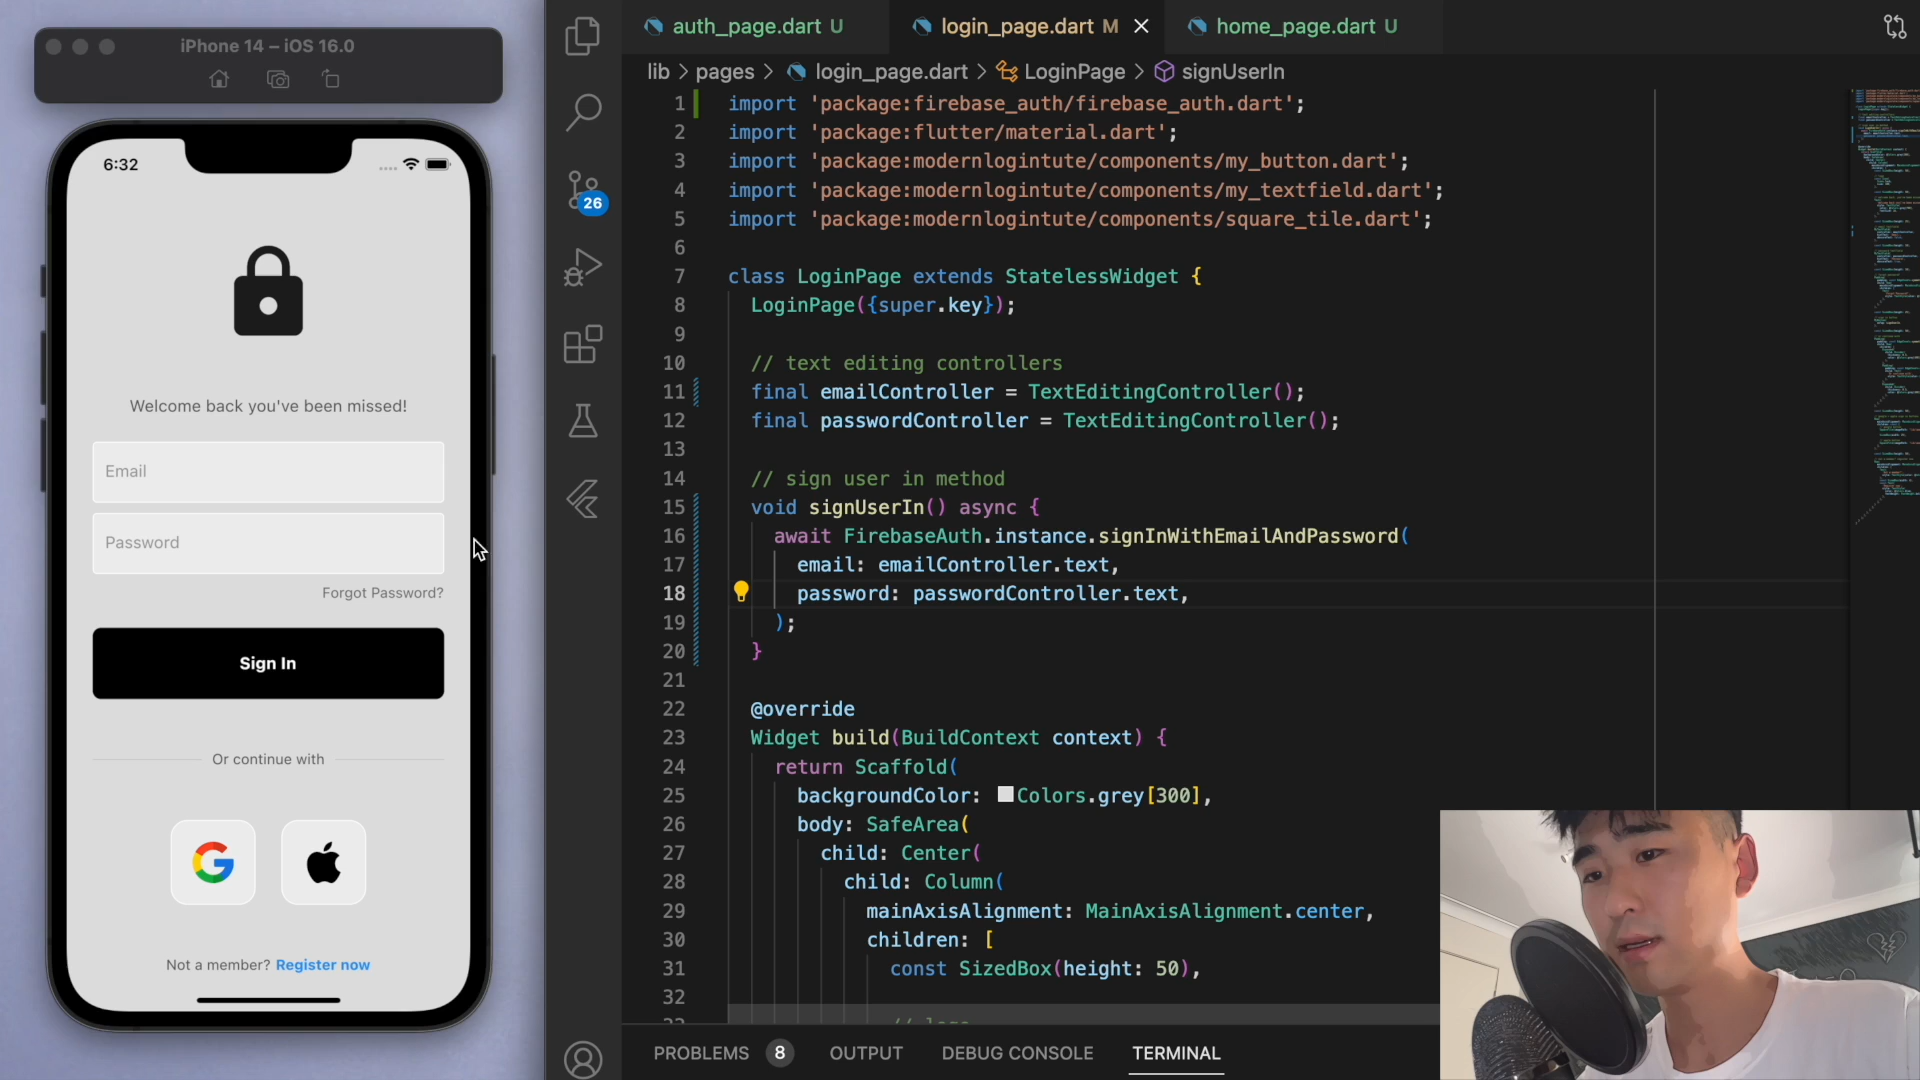 iPhone 14 – iOS 16.0
6:32
Welcome back you've been missed!
Email
Password
Forgot Password?
Sign In
Or continue with
Not a member? Register now
26
auth_page.dart U
login_page.dart M
home_page.dart U
lib > pages > login_page.dart > LoginPage > signUserIn
1 import 'package:firebase_auth/firebase_auth.dart';
2 import 'package:flutter/material.dart';
3 import 'package:modernlogintute/components/my_button.dart';
4 import 'package:modernlogintute/components/my_textfield.dart';
5 import 'package:modernlogintute/components/square_tile.dart';
6
7 class LoginPage extends StatelessWidget {
8 LoginPage({super.key});
9
10 // text editing controllers
11 final emailController = TextEditingController();
12 final passwordController = TextEditingController();
13
14 // sign user in method
15 void signUserIn() async {
16 await FirebaseAuth.instance.signInWithEmailAndPassword(
17 email: emailController.text,
18 password: passwordController.text,
19 );
20 }
21
22 @override
23 Widget build(BuildContext context) {
24 return Scaffold(
25 backgroundColor: Colors.grey[300],
26 body: SafeArea(
27 child: Center(
28 child: Column(
29 mainAxisAlignment: MainAxisAlignment.center,
30 children: [
31 const SizedBox(height: 50),
32
PROBLEMS 8 OUTPUT DEBUG CONSOLE TERMINAL